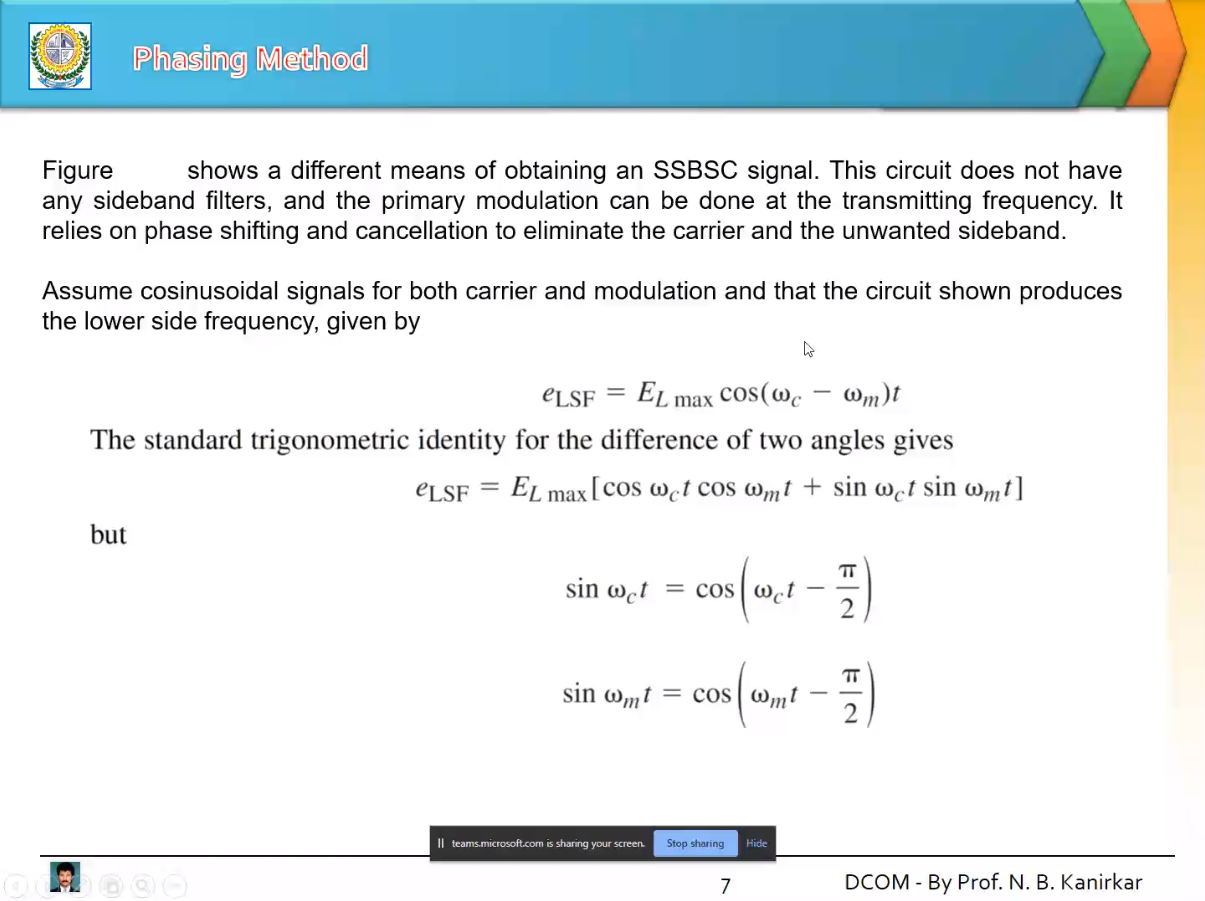 Phasing Method
Figure shows a different means of obtaining an SSBSC signal. This circuit does not have
any sideband filters, and the primary modulation can be done at the transmitting frequency. It
relies on phase shifting and cancellation to eliminate the carrier and the unwanted sideband.
Assume cosinusoidal signals for both carrier and modulation and that the circuit shown produces
the lower side frequency, given by
e_LSF = E_L max cos(ω_c − ω_m)t
The standard trigonometric identity for the difference of two angles gives
e_LSF = E_L max[cos ω_c t cos ω_m t + sin ω_c t sin ω_m t]
but
sin ω_c t = cos(ω_c t − π/2)
sin ω_m t = cos(ω_m t − π/2)
teams.microsoft.com is sharing your screen. Stop sharing Hide
7
DCOM - By Prof. N. B. Kanirkar